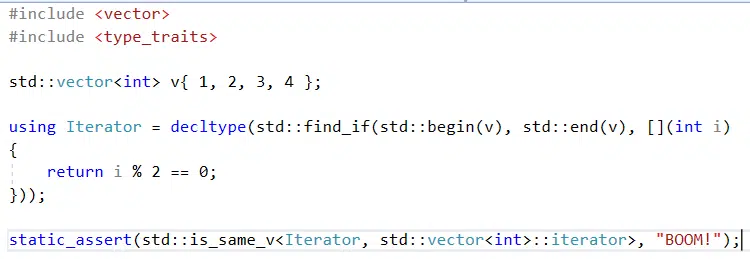 #include <vector>
#include <type_traits>
std::vector<int> v{ 1, 2, 3, 4 };
using Iterator = decltype(std::find_if(std::begin(v), std::end(v), [](int i)
{
return i % 2 == 0;
}));
static_assert(std::is_same_v<Iterator, std::vector<int>::iterator>, "BOOM!");